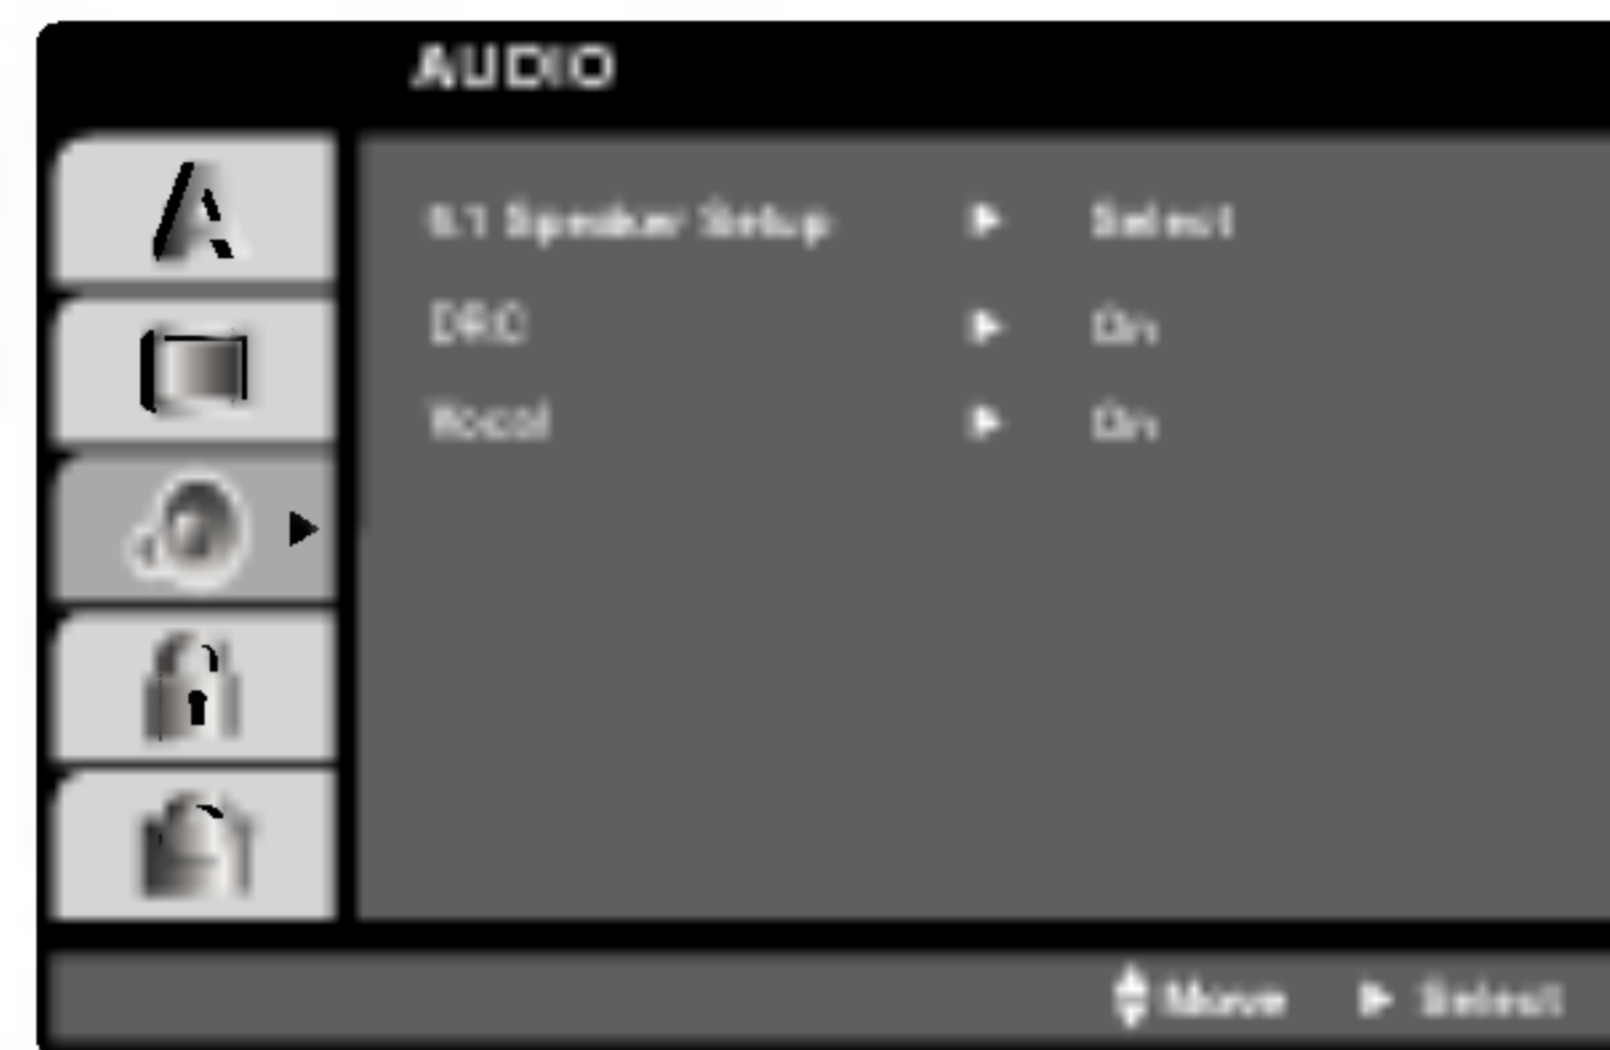 AUDIO
5.1 Speaker Setup ► Select
DRC ► On
Vocal ► On
Move ► Select